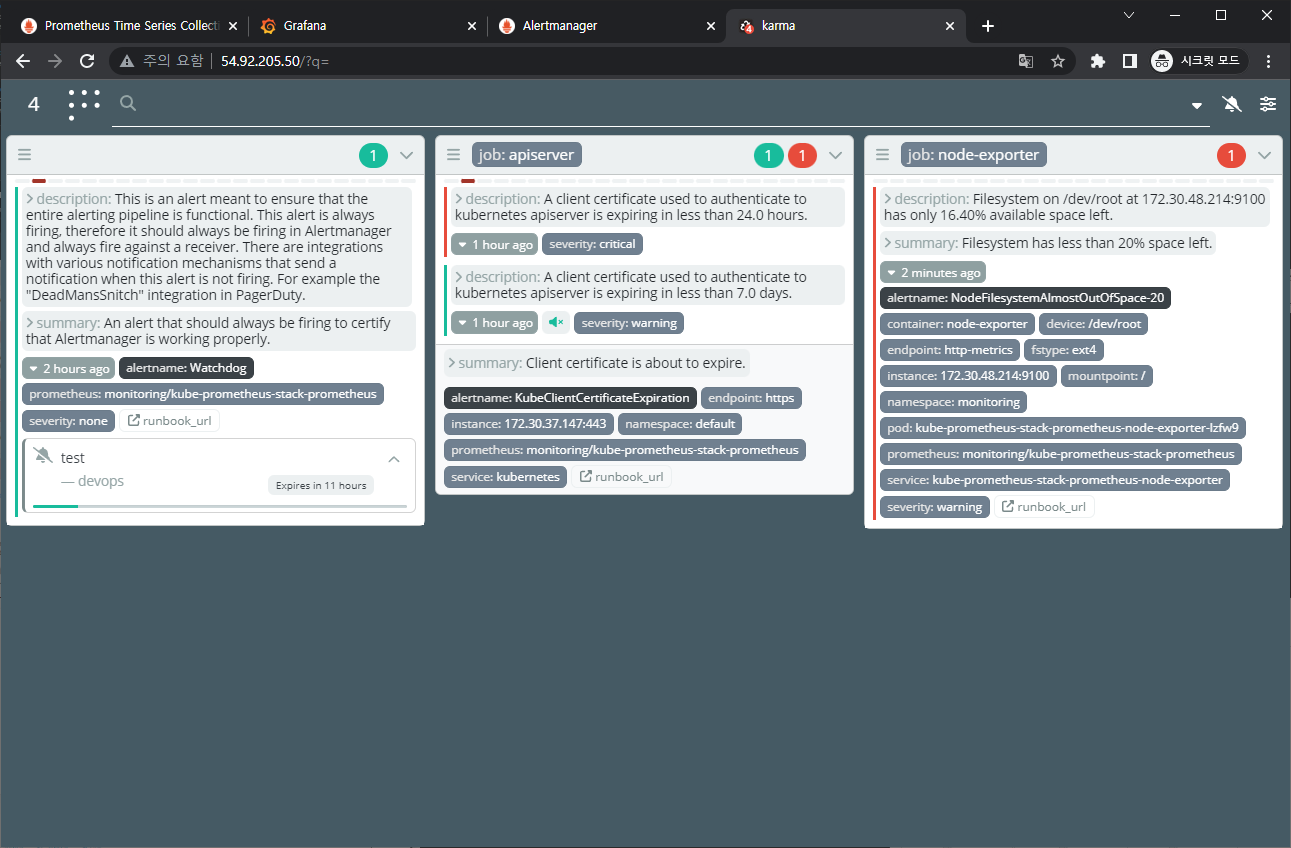 Prometheus Time Series Collecti
Grafana
Alertmanager
4
karma
주의 요함
54.92.205.50/?q=
시크릿 모드
4
1
description: This is an alert meant to ensure that the
entire alerting pipeline is functional. This alert is always
firing, therefore it should always be firing in Alertmanager
and always fire against a receiver. There are integrations
with various notification mechanisms that send a
notification when this alert is not firing. For example the
"DeadMansSnitch" integration in PagerDuty.
summary: An alert that should always be firing to certify
that Alertmanager is working properly.
2 hours ago
alertname: Watchdog
prometheus: monitoring/kube-prometheus-stack-prometheus
severity: none
runbook_url
test
— devops
Expires in 11 hours
job: apiserver
1
1
description: A client certificate used to authenticate to
kubernetes apiserver is expiring in less than 24.0 hours.
1 hour ago
severity: critical
description: A client certificate used to authenticate to
kubernetes apiserver is expiring in less than 7.0 days.
1 hour ago
severity: warning
summary: Client certificate is about to expire.
alertname: KubeClientCertificateExpiration
endpoint: https
instance: 172.30.37.147:443
namespace: default
prometheus: monitoring/kube-prometheus-stack-prometheus
service: kubernetes
runbook_url
job: node-exporter
1
description: Filesystem on /dev/root at 172.30.48.214:9100
has only 16.40% available space left.
summary: Filesystem has less than 20% space left.
2 minutes ago
alertname: NodeFilesystemAlmostOutOfSpace-20
container: node-exporter
device: /dev/root
endpoint: http-metrics
fstype: ext4
instance: 172.30.48.214:9100
mountpoint: /
namespace: monitoring
pod: kube-prometheus-stack-prometheus-node-exporter-lzfw9
prometheus: monitoring/kube-prometheus-stack-prometheus
service: kube-prometheus-stack-prometheus-node-exporter
severity: warning
runbook_url